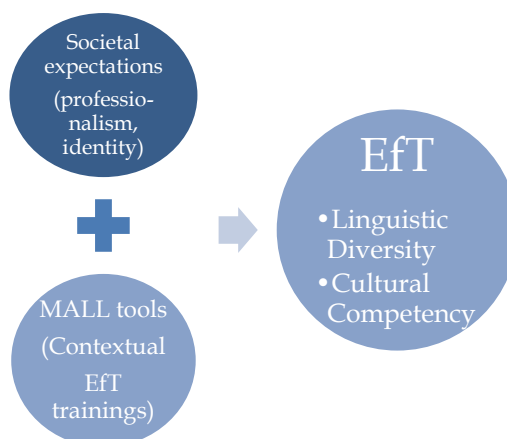 Societal
expectations
(professio-
nalism,
identity)
MALL tools
(Contextual
EfT
trainings)
EfT
•Linguistic
Diversity
•Cultural
Competency